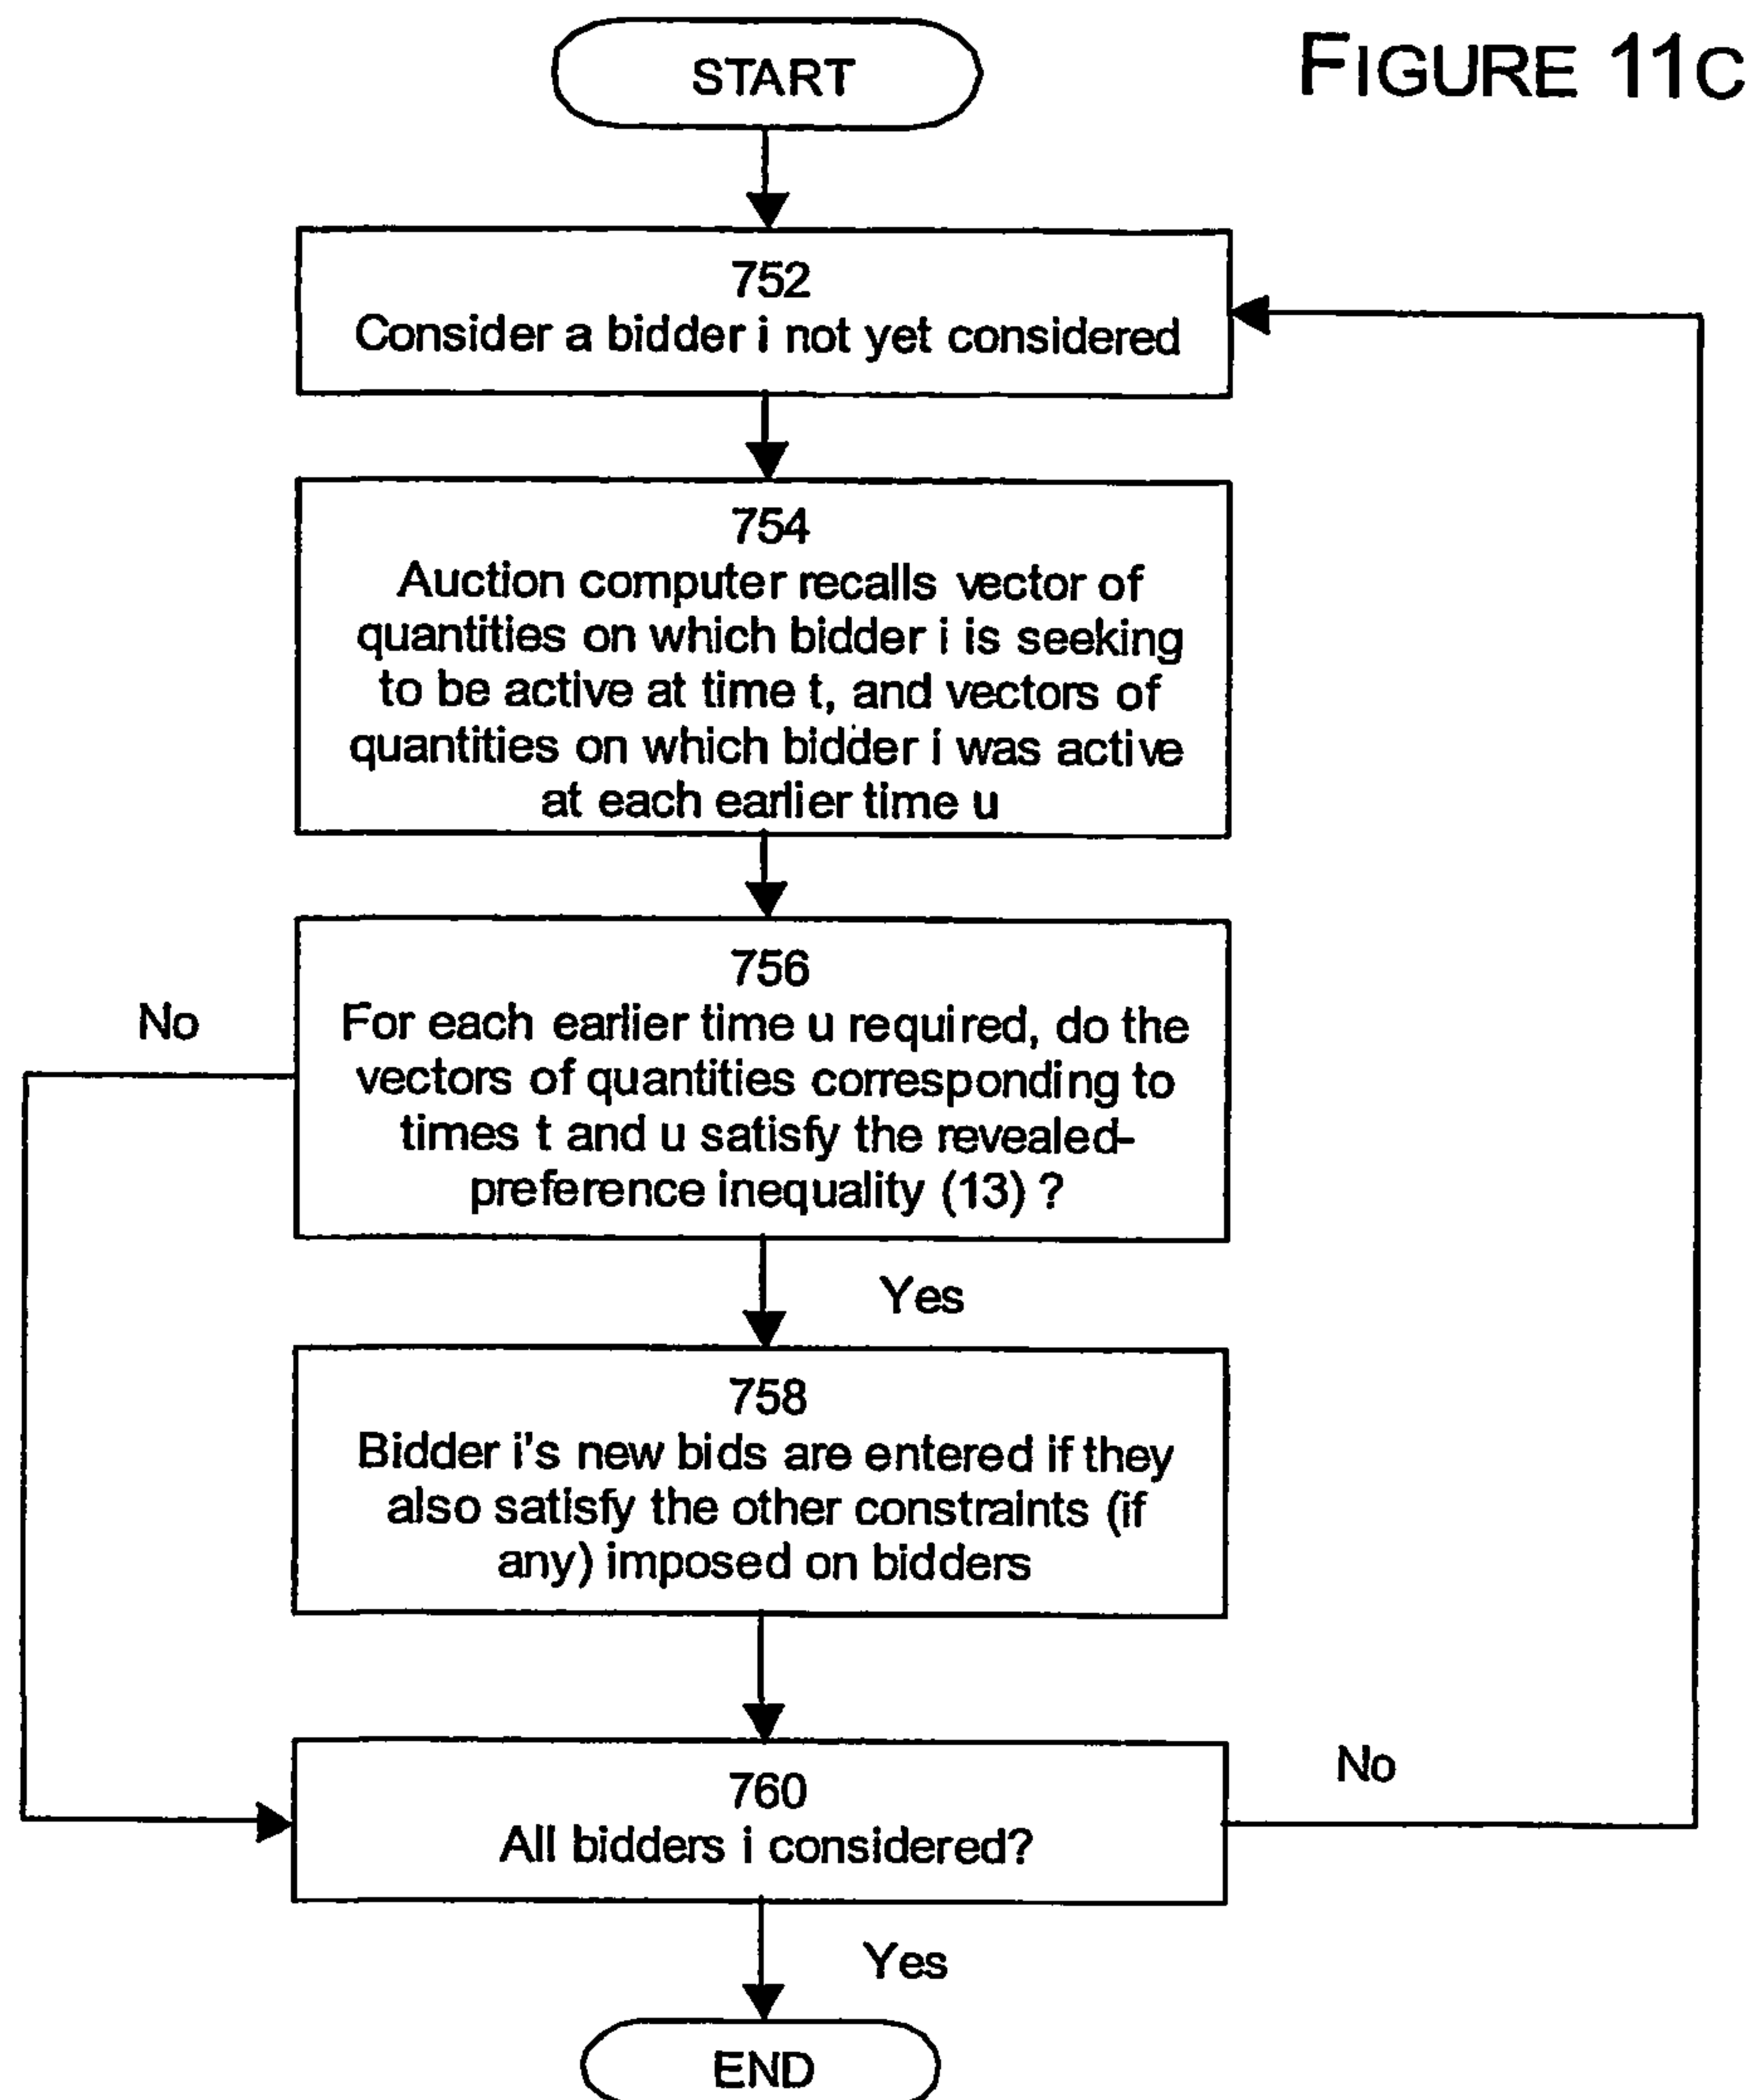 START
FIGURE 11C
752
Consider a bidder i not yet considered
754
Auction computer recalls vector of
quantities on which bidder i is seeking
to be active at time t, and vectors of
quantities on which bidder i was active
at each earlier time u
756
For each earlier time u required, do the
vectors of quantities corresponding to
times t and u satisfy the revealed-
preference inequality (13) ?
No
Yes
758
Bidder i's new bids are entered if they
also satisfy the other constraints (if
any) imposed on bidders
760
All bidders i considered?
No
Yes
END